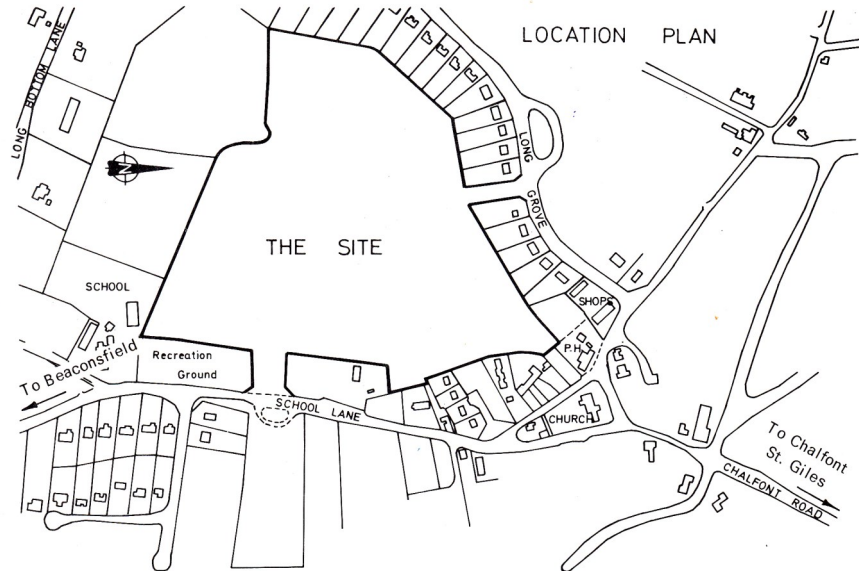 LOCATION PLAN
LONG BOTTOM LANE
N
LONG GROVE
THE SITE
SCHOOL
SHOPS
P.H.
Recreation
Ground
To Beaconsfield
SCHOOL LANE
CHURCH
To Chalfont
St. Giles
CHALFONT ROAD